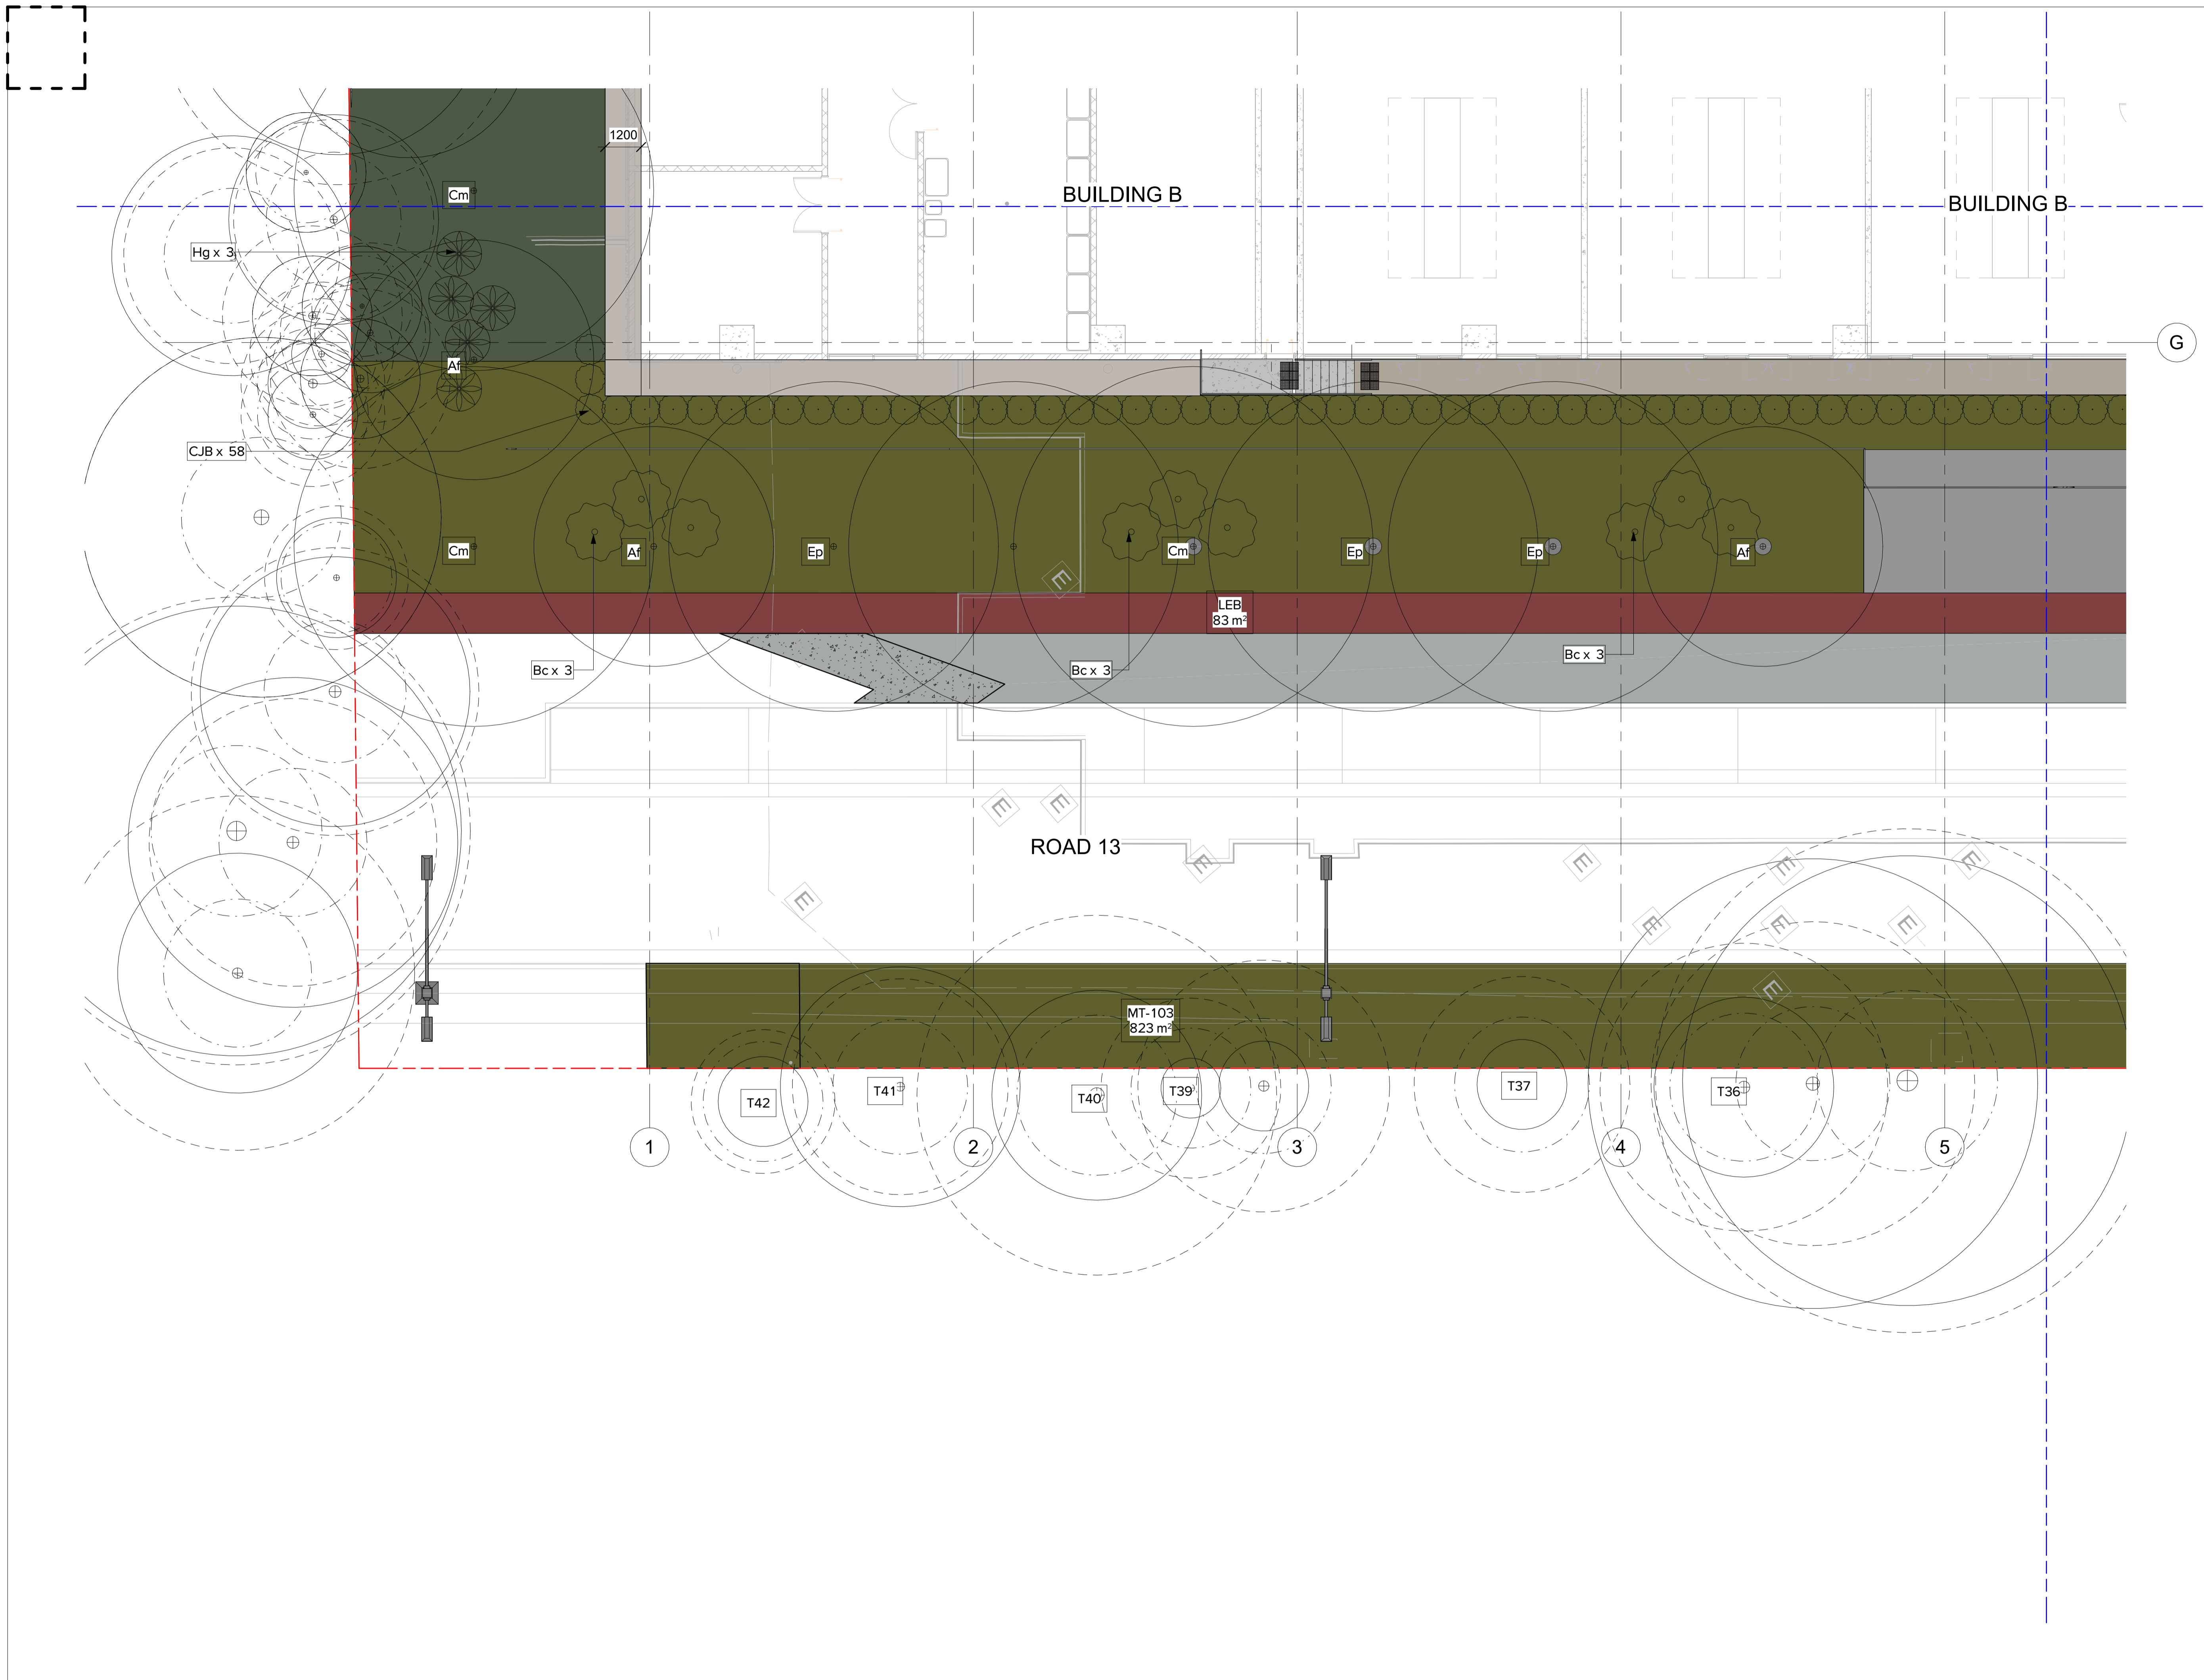 1200
Cm
BUILDING B
BUILDING B
Hg x 3
G
Af
CJB x 58
Cm
Af
Ep
Cm
Ep
Ep
Af
E
LEB
83 m²
Bc x 3
Bc x 3
Bc x 3
E
E
ROAD 13
E
E
E
E
E
E
E
E
E
MT-103
823 m²
T42
T41
T40
T39
T37
T36
1
2
3
4
5